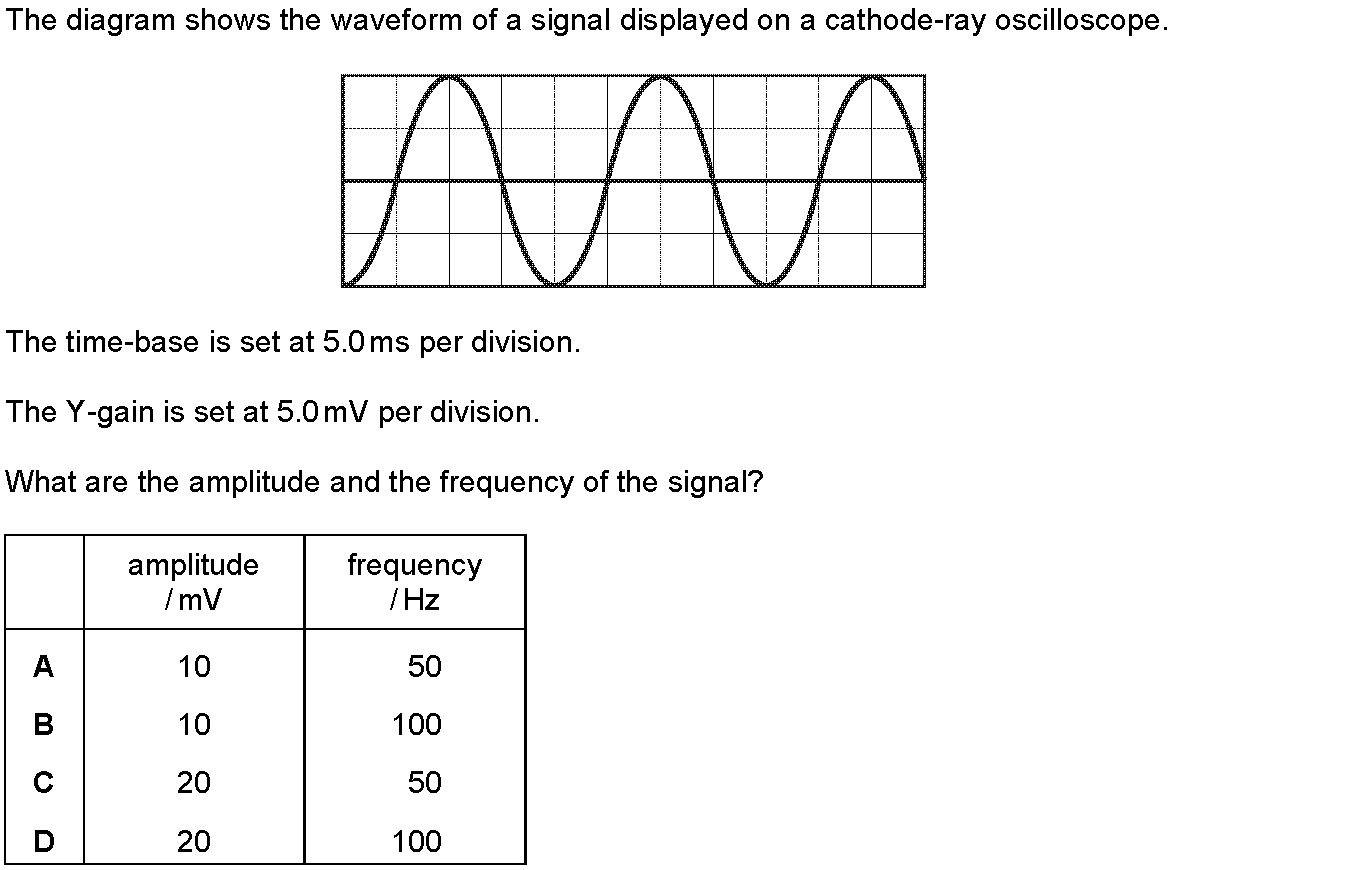 The diagram shows the waveform of a signal displayed on a cathode-ray oscilloscope.
The time-base is set at 5.0 ms per division.
The Y-gain is set at 5.0 mV per division.
What are the amplitude and the frequency of the signal?
amplitude frequency
/ mV / Hz
A 10 50
B 10 100
C 20 50
D 20 100